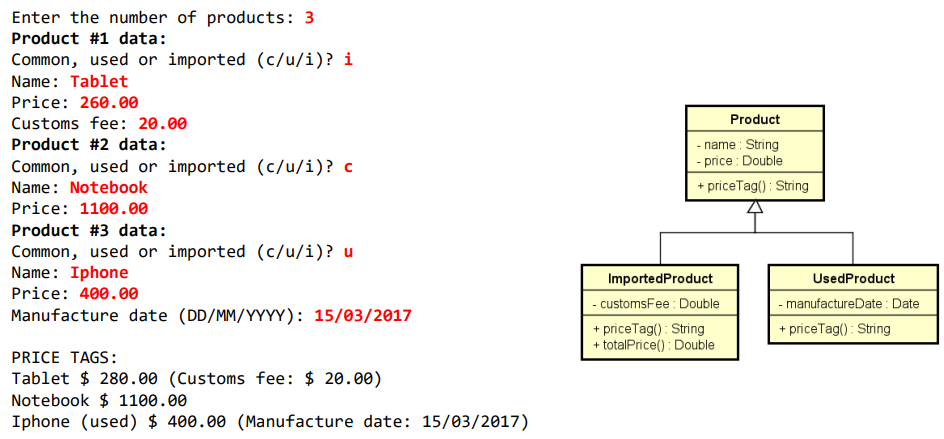 Enter the number of products: 3
Product #1 data:
Common, used or imported (c/u/i)? i
Name: Tablet
Price: 260.00
Customs fee: 20.00
Product #2 data:
Common, used or imported (c/u/i)? c
Name: Notebook
Price: 1100.00
Product #3 data:
Common, used or imported (c/u/i)? u
Name: Iphone
Price: 400.00
Manufacture date (DD/MM/YYYY): 15/03/2017
PRICE TAGS:
Tablet $ 280.00 (Customs fee: $ 20.00)
Notebook $ 1100.00
Iphone (used) $ 400.00 (Manufacture date: 15/03/2017)
Product
- name : String
- price : Double
+ priceTag() : String
ImportedProduct
- customsFee : Double
+ priceTag() : String
+ totalPrice() : Double
UsedProduct
- manufactureDate : Date
+ priceTag() : String